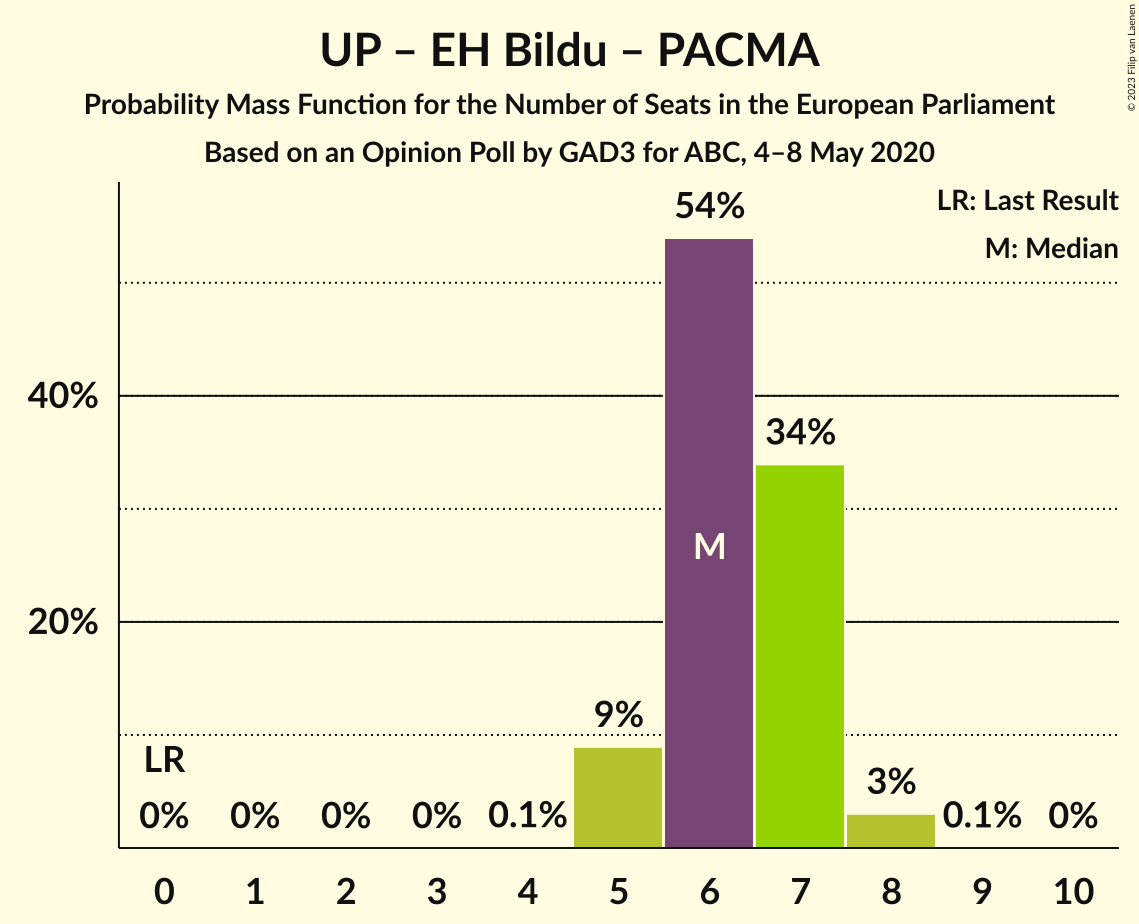 UP – EH Bildu – PACMA
Probability Mass Function for the Number of Seats in the European Parliament
Based on an Opinion Poll by GAD3 for ABC, 4–8 May 2020
© 2023 Filip van Laenen
LR: Last Result
M: Median
54%
40%
34%
M
20%
9%
LR
3%
0% 0% 0% 0% 0.1% 0.1% 0%
0 1 2 3 4 5 6 7 8 9 10